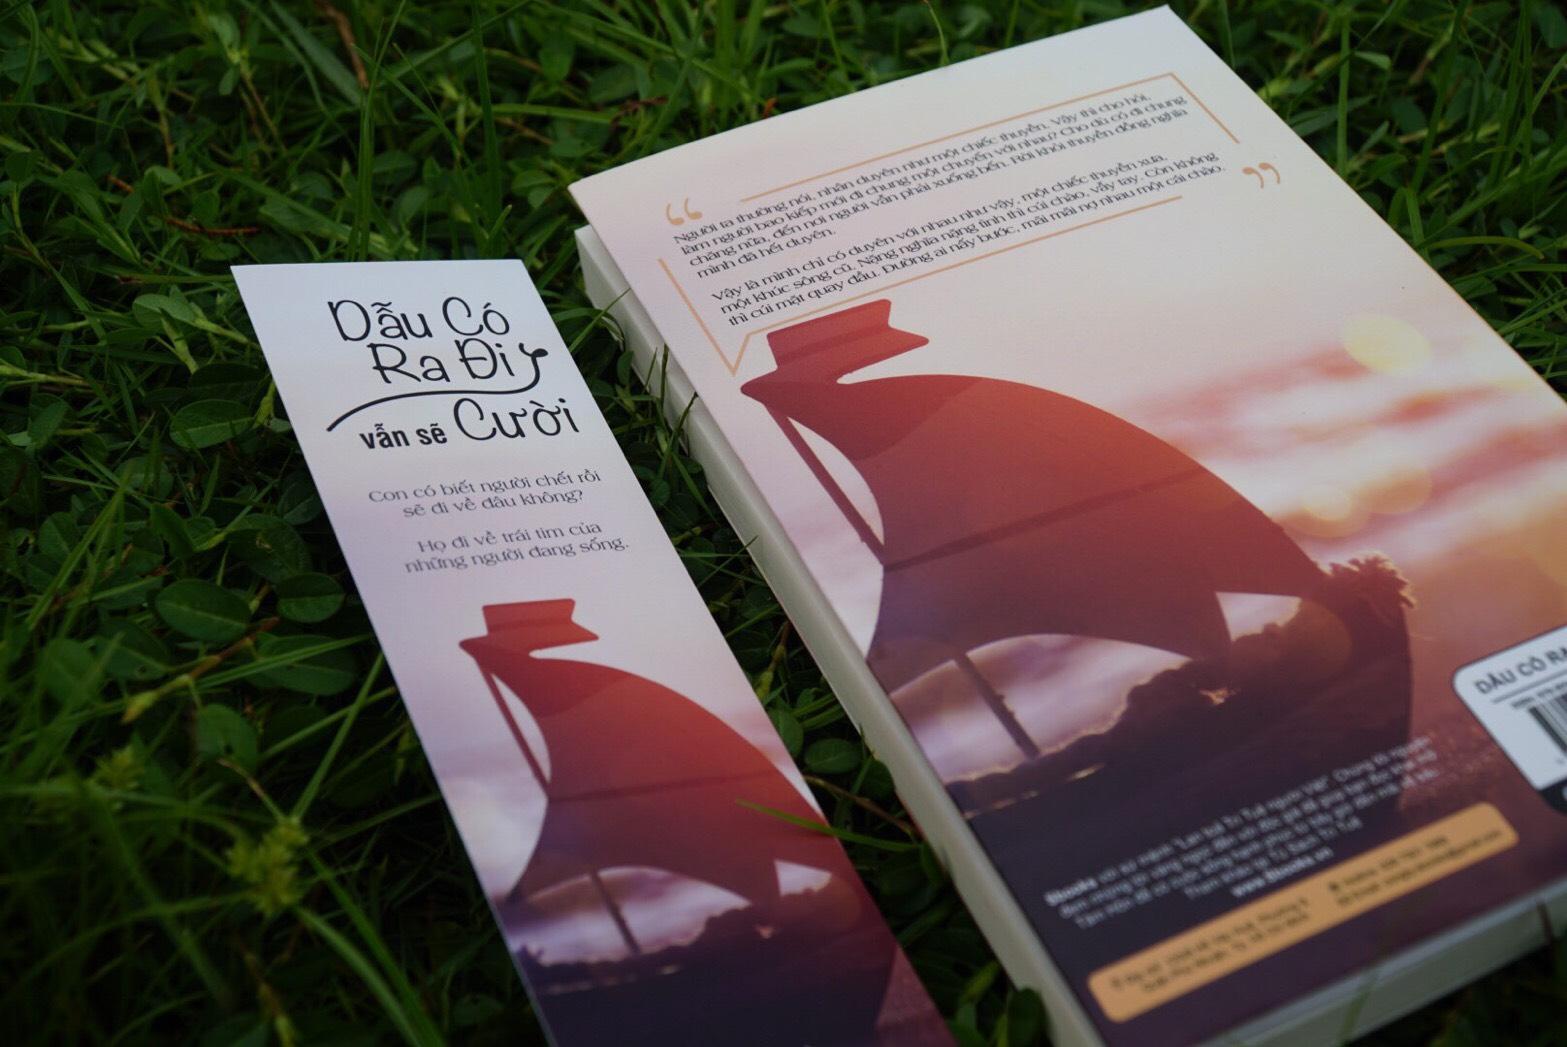 Dẫu Có
Ra Đi
vẫn sẽ Cười
Con có biết người chết rồi
sẽ đi về đâu không?
Họ đi về trái tim của
những người đang sống.
“
Người ta thường nói, nhân duyên như một chiếc thuyền. Vậy thì cho hỏi,
làm người bao kiếp mới đi chung một chuyến với nhau? Cho dù có đi chung
chăng nữa, đến nơi người vẫn phải xuống bến. Rời khỏi thuyền đồng nghĩa
mình đã hết duyên.
Vậy là mình chỉ có duyên với nhau như vậy, một chiếc thuyền xưa,
một khúc sông cũ. Nặng nghĩa nặng tình thì cúi chào, vẫy tay. Còn không
thì cúi mặt quay đầu. Đường ai nấy bước, mãi mãi nợ nhau một cái chào.
”
DẪU CÓ RA